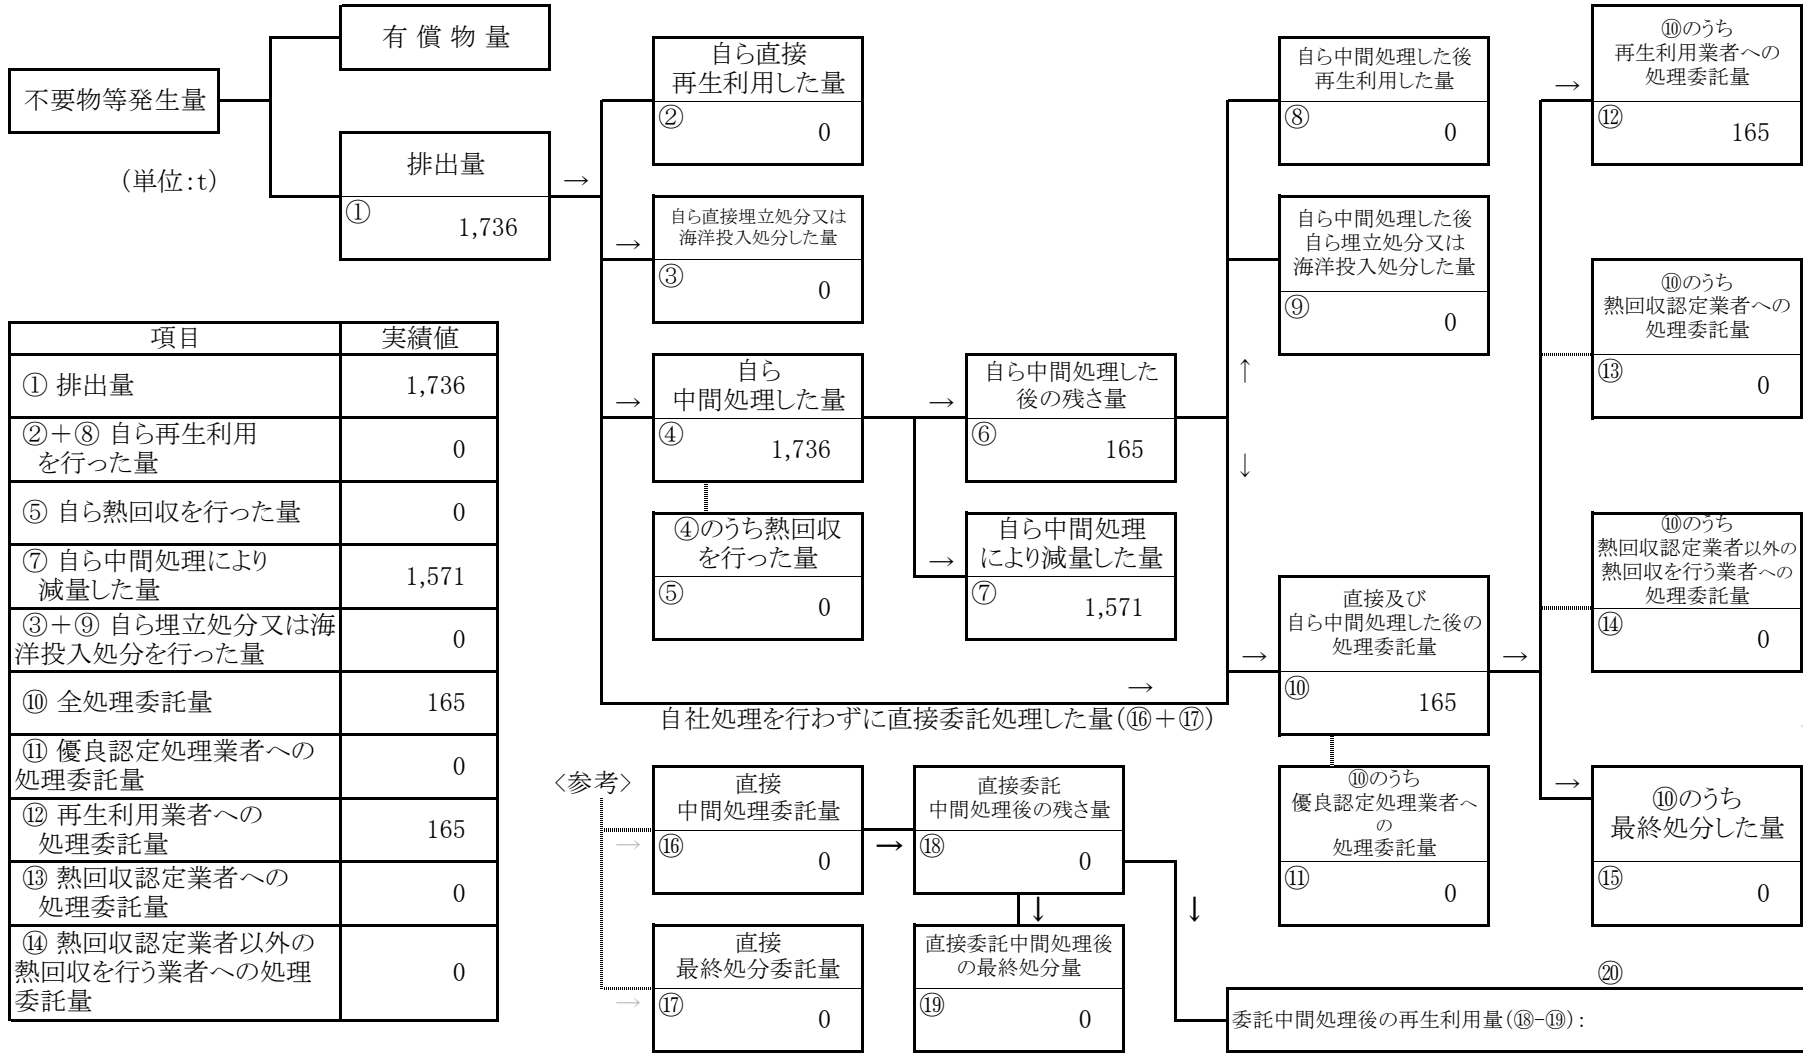 不要物等発生量
(単位:t)
有 償 物 量
排出量
①
1,736
→
自ら直接
再生利用した量
②
0
→
自ら直接埋立処分又は
海洋投入処分した量
③
0
→
自ら
中間処理した量
④
1,736
④のうち熱回収
を行った量
⑤
0
→
自ら中間処理した
後の残さ量
⑥
165
→
自ら中間処理
により減量した量
⑦
1,571
↑
↓
自ら中間処理した後
再生利用した量
⑧
0
自ら中間処理した後
自ら埋立処分又は
海洋投入処分した量
⑨
0
→
自社処理を行わずに直接委託処理した量(⑯+⑰)
→
直接及び
自ら中間処理した後の
処理委託量
⑩
165
⑩のうち
優良認定処理業者へ
の
処理委託量
⑪
0
→
→
⑩のうち
再生利用業者への
処理委託量
⑫
165
⑩のうち
熱回収認定業者への
処理委託量
⑬
0
⑩のうち
熱回収認定業者以外の
熱回収を行う業者への
処理委託量
⑭
0
→
⑩のうち
最終処分した量
⑮
0
項目 実績値
① 排出量 1,736
②+⑧ 自ら再生利用
を行った量 0
⑤ 自ら熱回収を行った量 0
⑦ 自ら中間処理により
減量した量 1,571
③+⑨ 自ら埋立処分又は海
洋投入処分を行った量 0
⑩ 全処理委託量 165
⑪ 優良認定処理業者への
処理委託量 0
⑫ 再生利用業者への
処理委託量 165
⑬ 熱回収認定業者への
処理委託量 0
⑭ 熱回収認定業者以外の
熱回収を行う業者への処理
委託量 0
<参考>
→
直接
中間処理委託量
⑯
0
→
直接委託
中間処理後の残さ量
⑱
0
→
直接
最終処分委託量
⑰
0
↓
直接委託中間処理後
の最終処分量
⑲
0
↓
⑳
委託中間処理後の再生利用量(⑱-⑲):